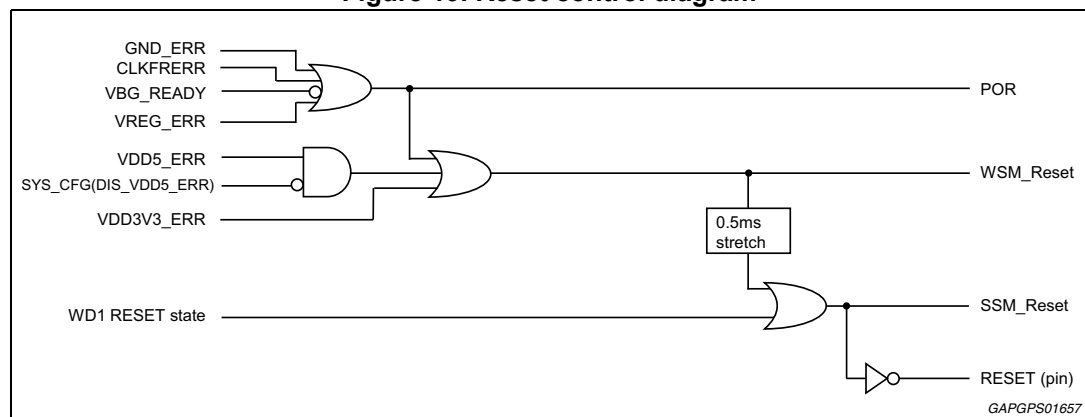 Figure 10. Reset control diagram
GND_ERR
CLKFRERR
VBG_READY
VREG_ERR
POR
VDD5_ERR
SYS_CFG(DIS_VDD5_ERR)
VDD3V3_ERR
WSM_Reset
0.5ms
stretch
WD1 RESET state
SSM_Reset
RESET (pin)
GAPGPS01657